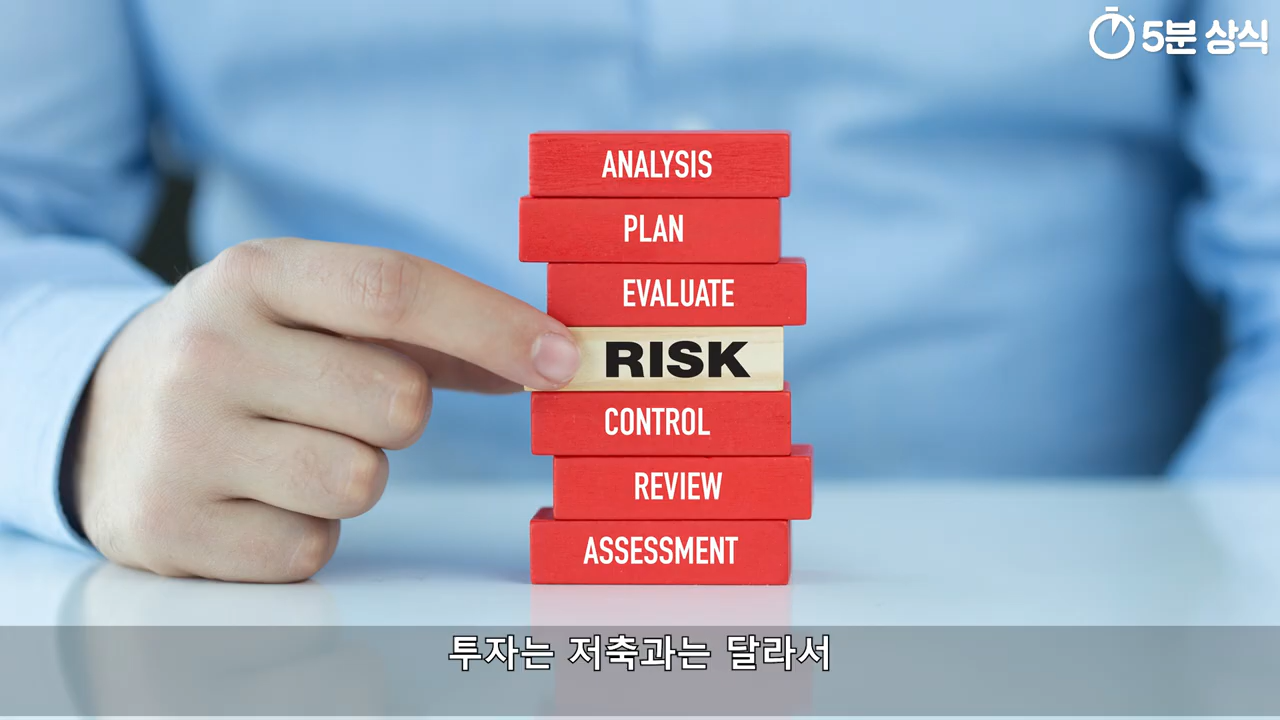 5분 상식
ANALYSIS
PLAN
EVALUATE
RISK
CONTROL
REVIEW
ASSESSMENT
투자는 저축과는 달라서